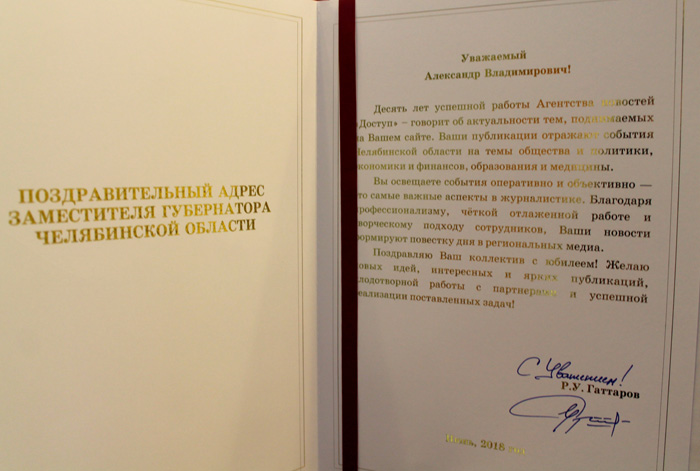 ПОЗДРАВИТЕЛЬНЫЙ АДРЕС
ЗАМЕСТИТЕЛЯ ГУБЕРНАТОРА
ЧЕЛЯБИНСКОЙ ОБЛАСТИ
Уважаемый
Александр Владимирович!
Десять лет успешной работы Агентства новостей
«Доступ» – говорит об актуальности тем, поднимаемых
на Вашем сайте. Ваши публикации отражают события
Челябинской области на темы общества и политики,
экономики и финансов, образования и медицины.
Вы освещаете события оперативно и объективно —
это самые важные аспекты в журналистике. Благодаря
профессионализму, чёткой отлаженной работе и
творческому подходу сотрудников, Ваши новости
формируют повестку дня в региональных медиа.
Поздравляю Ваш коллектив с юбилеем! Желаю
новых идей, интересных и ярких публикаций,
плодотворной работы с партнерами и успешной
реализации поставленных задач!
С Уважением!
Р.У. Гаттаров
2018